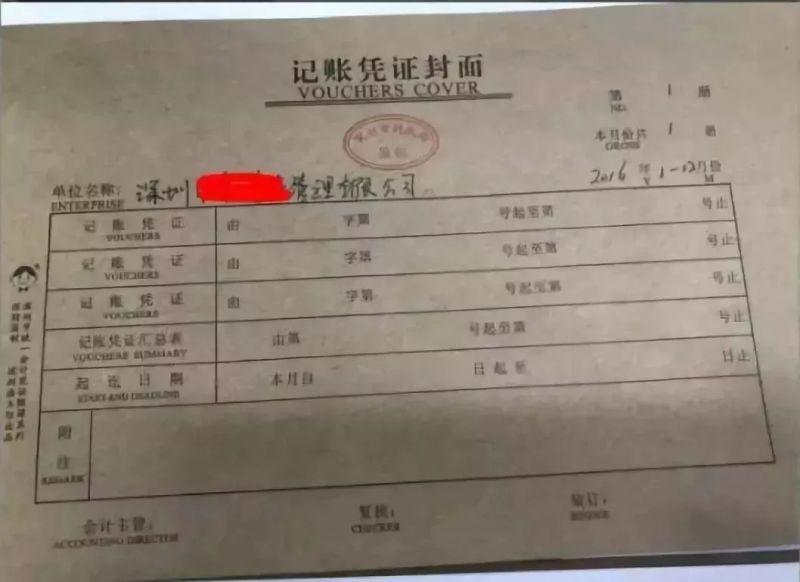 记账凭证封面
VOUCHERS COVER
第 1 册
NO.
本月份共 1 册
GROSS
单位名称: 深圳 管理有限公司
ENTERPRISE
2016 年 1-12 月份
Y M
记账凭证 由 字第 号起至第 号止
VOUCHERS
记账凭证 由 字第 号起至第 号止
VOUCHERS
记账凭证 由 字第 号起至第 号止
VOUCHERS
记账凭证汇总表 由第 号起至第 号止
VOUCHERS SUMMARY
起讫日期 本月自 日起至 日止
START AND DEADLINE
附注
REMARK
会计主管:
ACCOUNTING DIRECTOR
复核:
CHECKER
装订:
BINDER